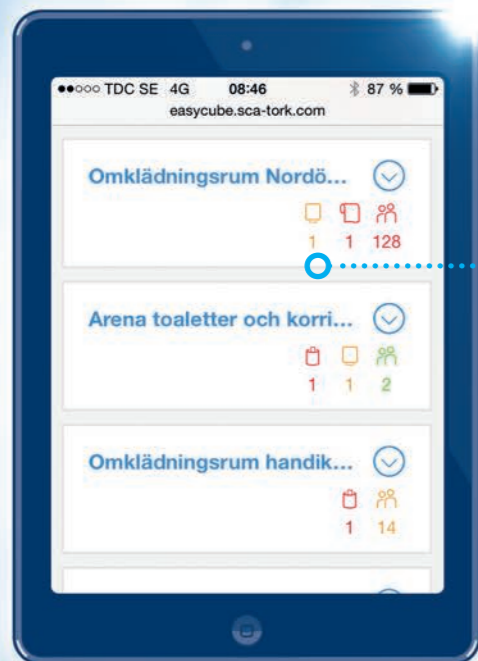 ●●○○○ TDC SE 4G 08:46 87 %
easycube.sca-tork.com
Omklädningsrum Nordö...
1 1 128
Arena toaletter och korri...
1 1 2
Omklädningsrum handik...
1 14